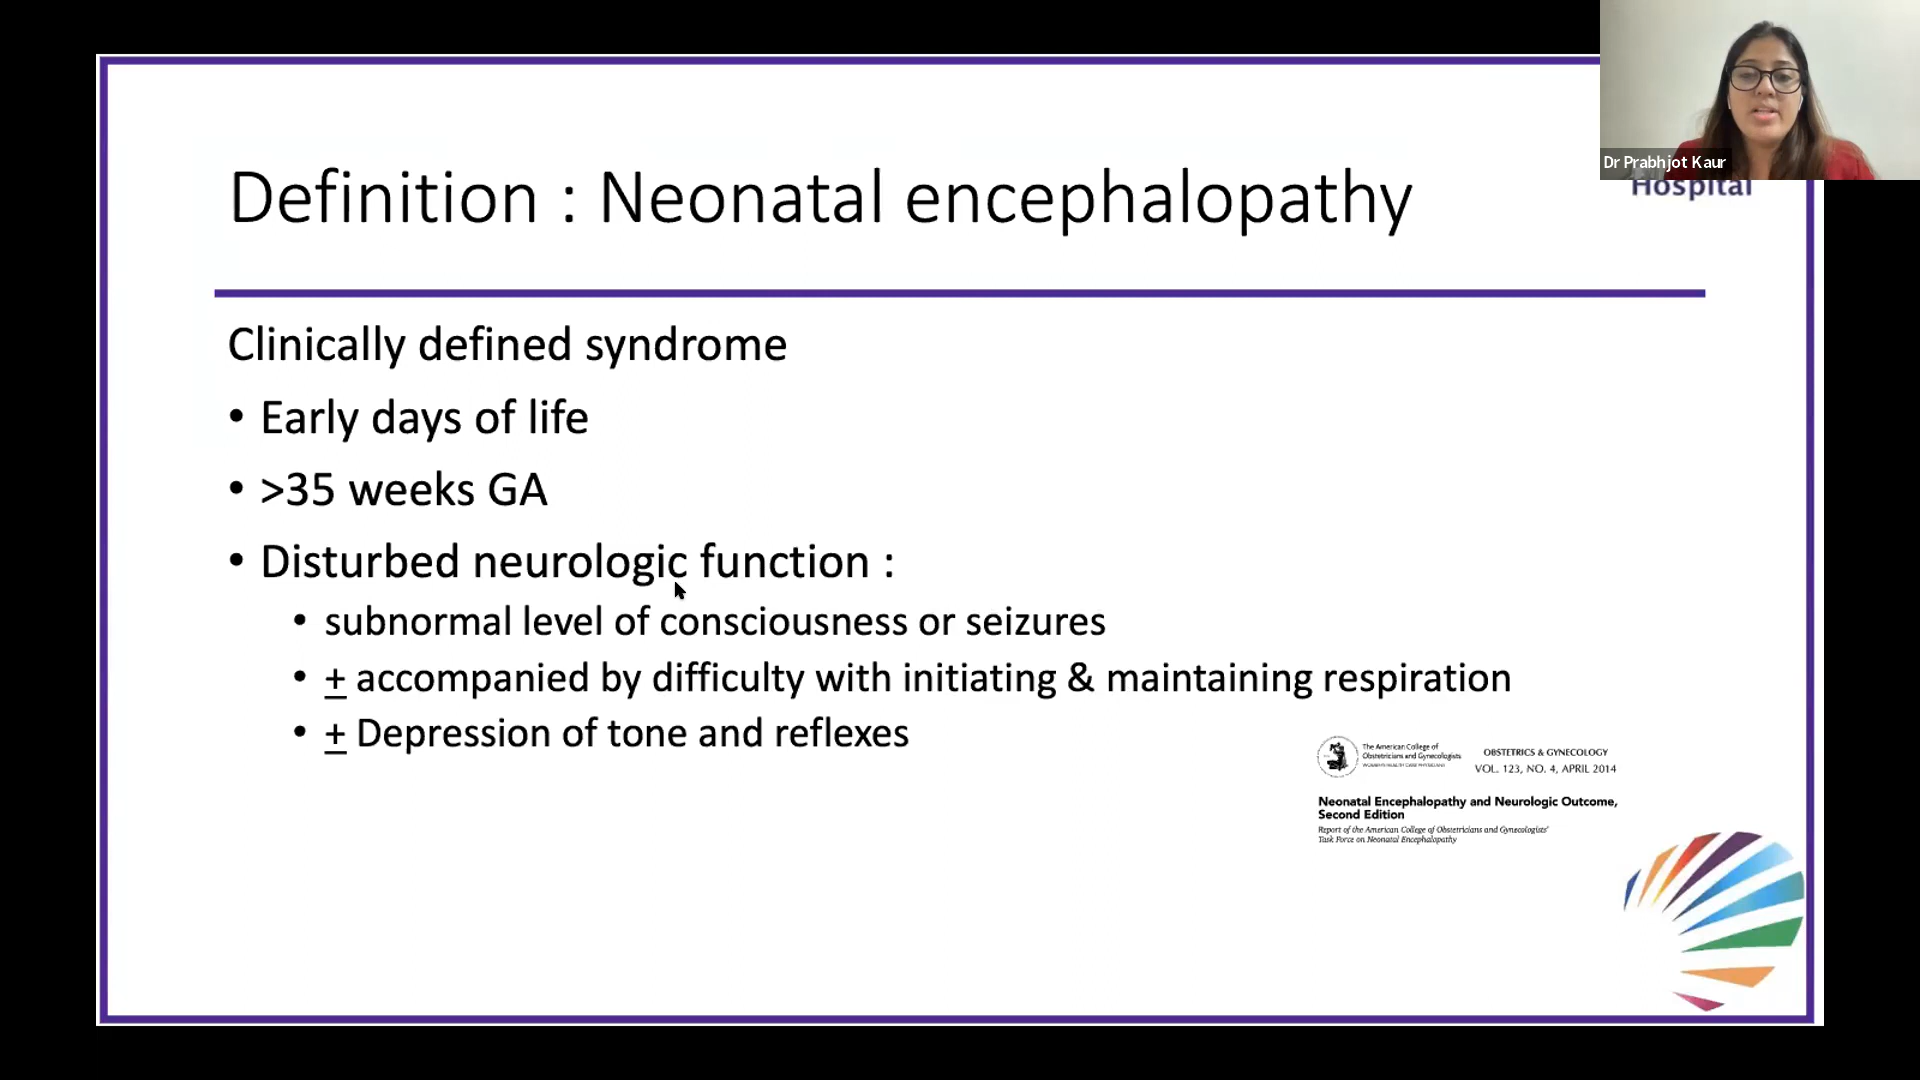 Dr Prabhjot Kaur
Hospital
Definition : Neonatal encephalopathy
Clinically defined syndrome
• Early days of life
• >35 weeks GA
• Disturbed neurologic function :
• subnormal level of consciousness or seizures
• ± accompanied by difficulty with initiating & maintaining respiration
• ± Depression of tone and reflexes
The American College of
Obstetricians and Gynecologists
WOMEN'S HEALTH CARE PHYSICIANS
OBSTETRICS & GYNECOLOGY
VOL. 123, NO. 4, APRIL 2014
Neonatal Encephalopathy and Neurologic Outcome,
Second Edition
Report of the American College of Obstetricians and Gynecologists'
Task Force on Neonatal Encephalopathy